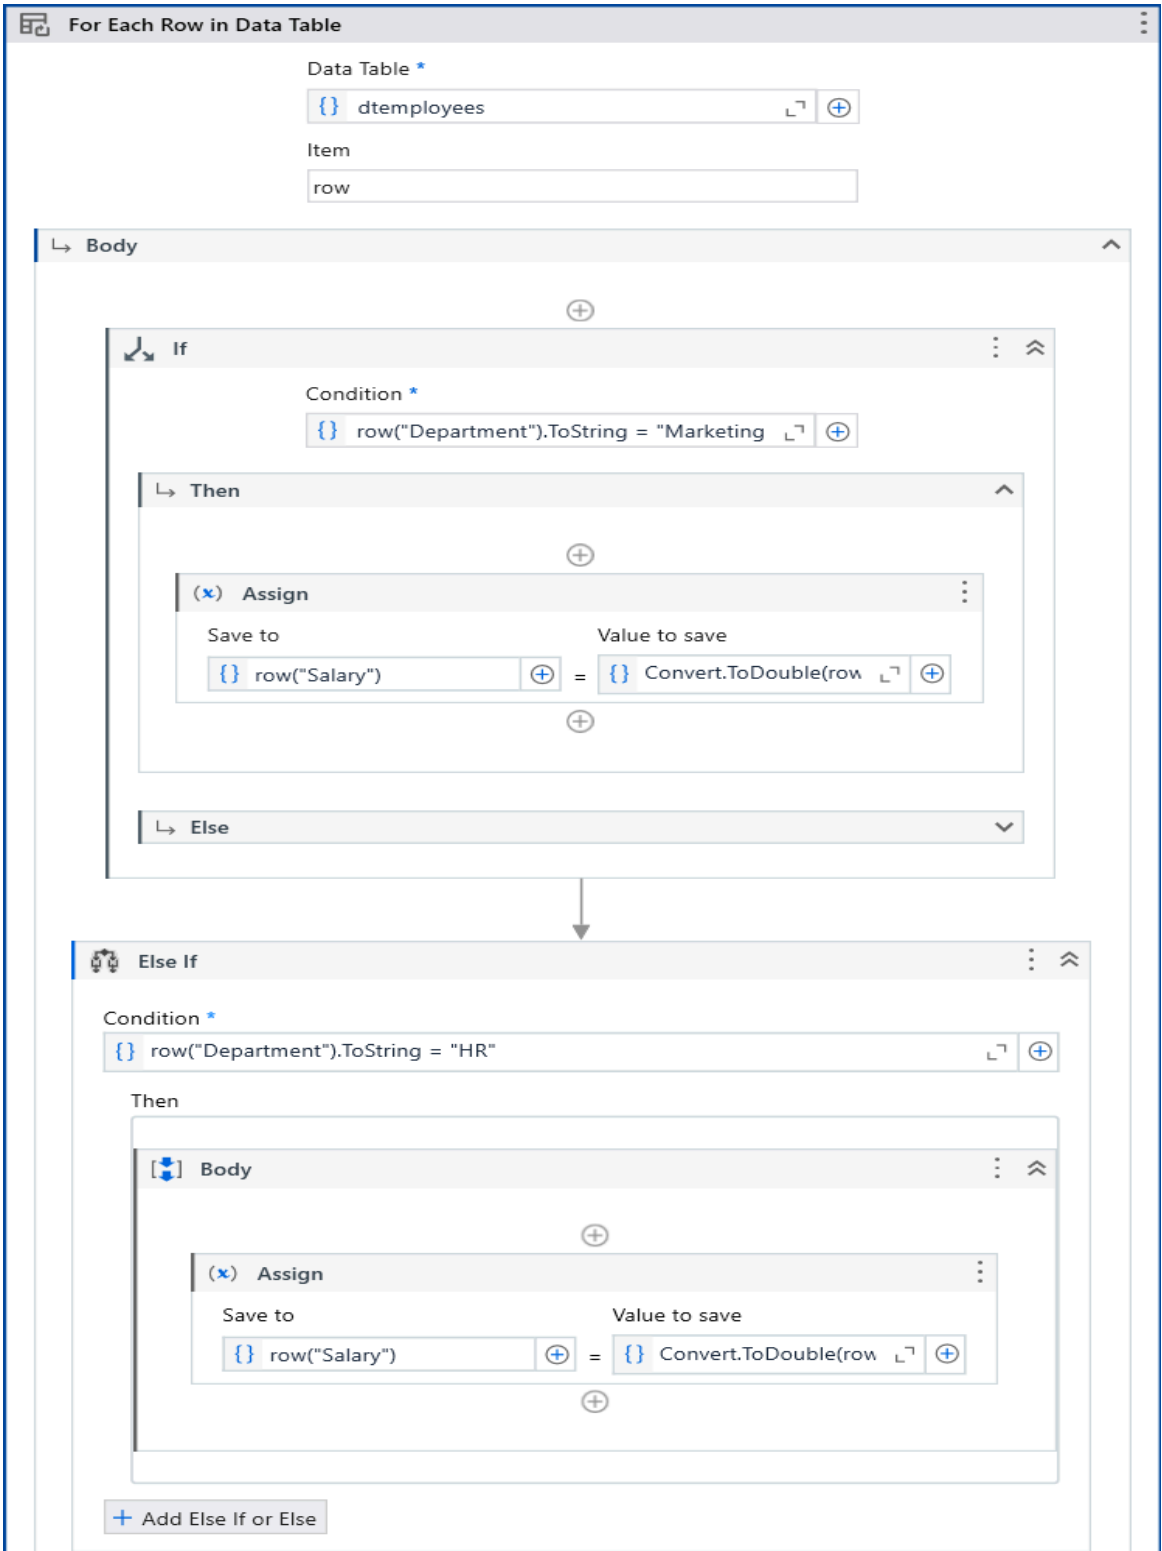 For Each Row in Data Table
Data Table *
{} dtemployees
Item
row
Body
If
Condition *
{} row("Department").ToString = "Marketing
Then
(x) Assign
Save to Value to save
{} row("Salary") = {} Convert.ToDouble(row
Else
Else If
Condition *
{} row("Department").ToString = "HR"
Then
Body
(x) Assign
Save to Value to save
{} row("Salary") = {} Convert.ToDouble(row
+ Add Else If or Else